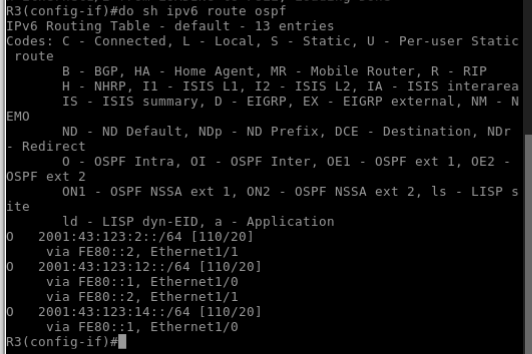 R3(config-if)#do sh ipv6 route ospf
IPv6 Routing Table - default - 13 entries
Codes: C - Connected, L - Local, S - Static, U - Per-user Static
 route
       B - BGP, HA - Home Agent, MR - Mobile Router, R - RIP
       H - NHRP, I1 - ISIS L1, I2 - ISIS L2, IA - ISIS interarea
       IS - ISIS summary, D - EIGRP, EX - EIGRP external, NM - N
EMO
       ND - ND Default, NDp - ND Prefix, DCE - Destination, NDr
- Redirect
       O - OSPF Intra, OI - OSPF Inter, OE1 - OSPF ext 1, OE2 -
OSPF ext 2
       ON1 - OSPF NSSA ext 1, ON2 - OSPF NSSA ext 2, ls - LISP s
ite
       ld - LISP dyn-EID, a - Application
O   2001:43:123:2::/64 [110/20]
     via FE80::2, Ethernet1/1
O   2001:43:123:12::/64 [110/20]
     via FE80::1, Ethernet1/0
     via FE80::2, Ethernet1/1
O   2001:43:123:14::/64 [110/20]
     via FE80::1, Ethernet1/0
R3(config-if)#